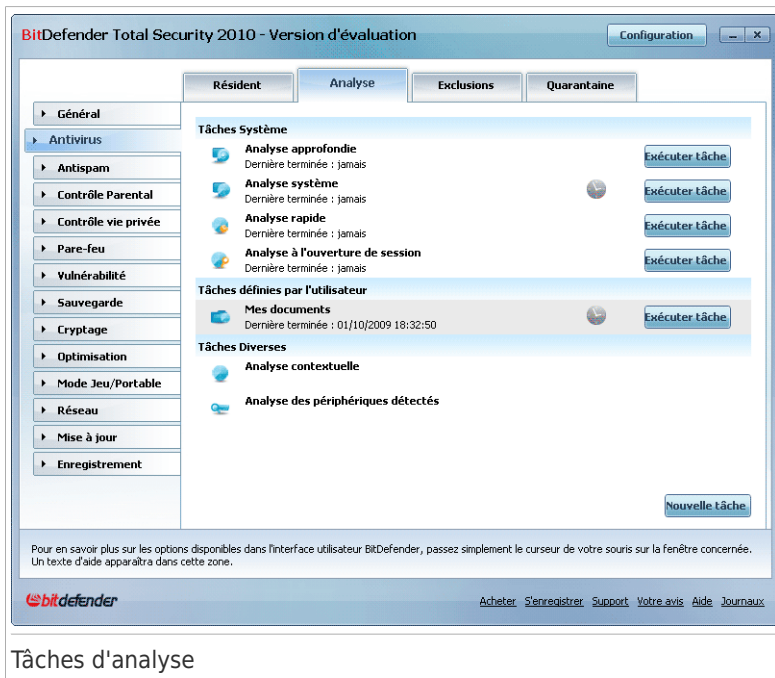 BitDefender Total Security 2010 - Version d'évaluation
Configuration
Résident
Analyse
Exclusions
Quarantaine
Général
Antivirus
Antispam
Contrôle Parental
Contrôle vie privée
Pare-feu
Vulnérabilité
Sauvegarde
Cryptage
Optimisation
Mode Jeu/Portable
Réseau
Mise à jour
Enregistrement
Tâches Système
Analyse approfondie
Dernière terminée : jamais
Exécuter tâche
Analyse système
Dernière terminée : jamais
Exécuter tâche
Analyse rapide
Dernière terminée : jamais
Exécuter tâche
Analyse à l'ouverture de session
Dernière terminée : jamais
Exécuter tâche
Tâches définies par l'utilisateur
Mes documents
Dernière terminée : 01/10/2009 18:32:50
Exécuter tâche
Tâches Diverses
Analyse contextuelle
Analyse des périphériques détectés
Nouvelle tâche
Pour en savoir plus sur les options disponibles dans l'interface utilisateur BitDefender, passez simplement le curseur de votre souris sur la fenêtre concernée.
Un texte d'aide apparaîtra dans cette zone.
bitdefender
Acheter S'enregistrer Support Votre avis Aide Journaux
Tâches d'analyse